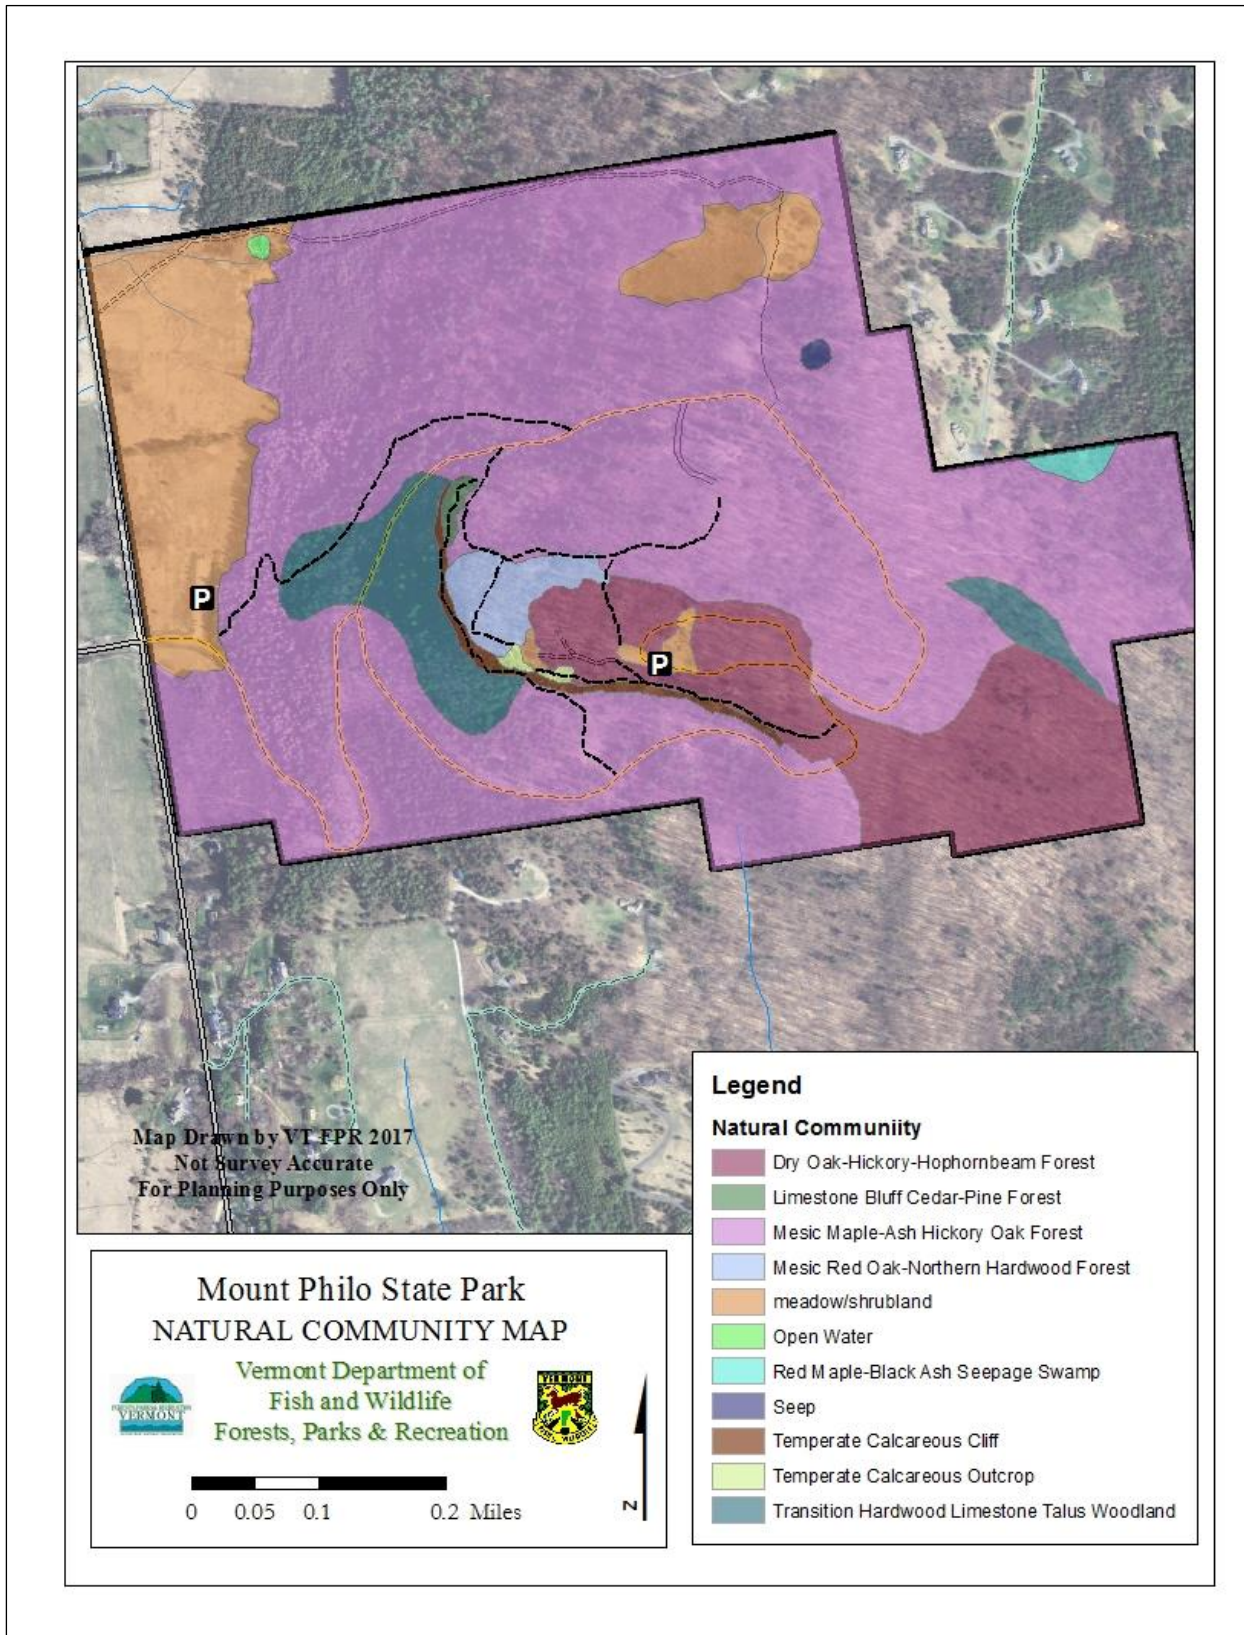 P
P
Map Drawn by VT FPR 2017
Not Survey Accurate
For Planning Purposes Only
Legend
Natural Communiity
Dry Oak-Hickory-Hophornbeam Forest
Limestone Bluff Cedar-Pine Forest
Mesic Maple-Ash Hickory Oak Forest
Mesic Red Oak-Northern Hardwood Forest
meadow/shrubland
Open Water
Red Maple-Black Ash Seepage Swamp
Seep
Temperate Calcareous Cliff
Temperate Calcareous Outcrop
Transition Hardwood Limestone Talus Woodland
Mount Philo State Park
NATURAL COMMUNITY MAP
Vermont Department of
Fish and Wildlife
Forests, Parks & Recreation
VERMONT
VERMONT
0 0.05 0.1 0.2 Miles
N